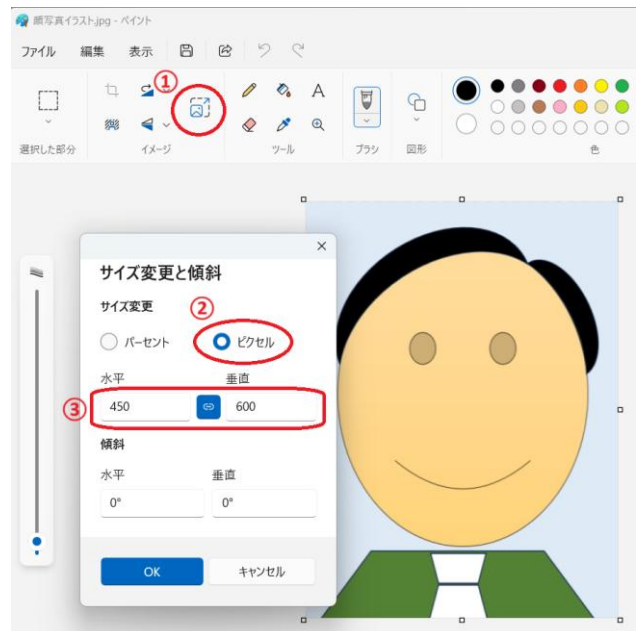 顔写真イラスト.jpg - ペイント
ファイル 編集 表示
①
A
選択した部分 イメージ ツール ブラシ 図形 色
サイズ変更と傾斜
サイズ変更 ②
パーセント ピクセル
水平 垂直
③ 450 600
傾斜
水平 垂直
0° 0°
OK キャンセル